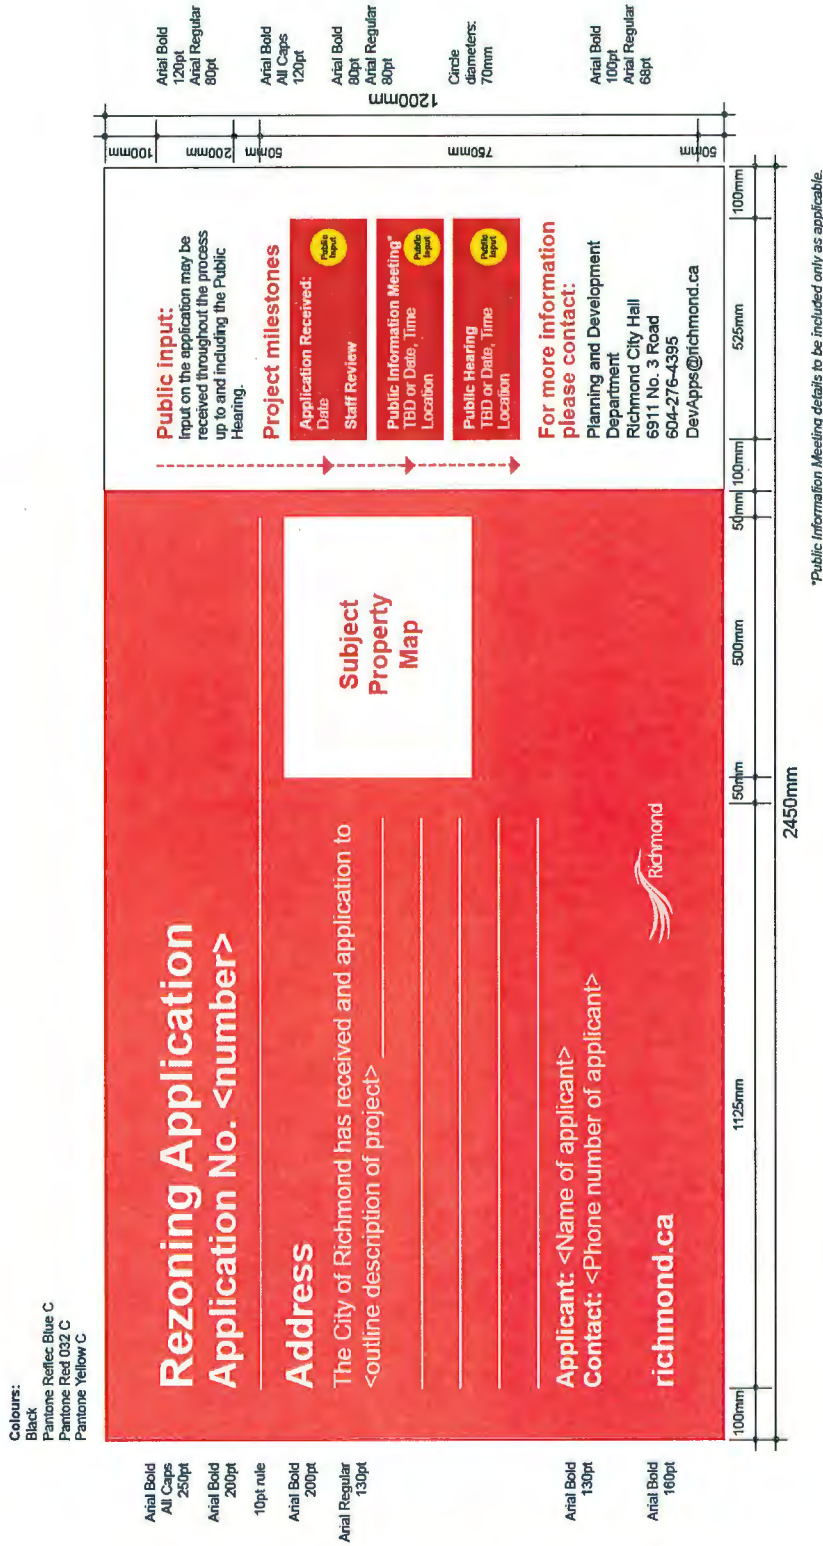 Colours:
Black
Pantone Reflec Blue C
Pantone Red 032 C
Pantone Yellow C
Arial Bold
All Caps
250pt
Arial Bold
200pt
10pt rule
Arial Bold
200pt
Arial Regular
130pt
Arial Bold
130pt
Arial Bold
160pt
Rezoning Application
Application No. <number>
Address
The City of Richmond has received and application to
<outline description of project>
Applicant: <Name of applicant>
Contact: <Phone number of applicant>
richmond.ca
Richmond
Subject
Property
Map
Public input:
Input on the application may be
received throughout the process
up to and including the Public
Hearing.
Project milestones
Application Received:
Date
Staff Review
Public
Input
Public Information Meeting*
TBD or Date, Time
Location
Public
Input
Public Hearing
TBD or Date, Time
Location
Public
Input
For more information
please contact:
Planning and Development
Department
Richmond City Hall
6911 No. 3 Road
604-276-4395
DevApps@richmond.ca
Arial Bold
120pt
Arial Regular
80pt
Arial Bold
All Caps
120pt
Arial Bold
80pt
Arial Regular
80pt
Circle
diameters:
70mm
Arial Bold
100pt
Arial Regular
68pt
100mm
200mm
50mm
750mm
50mm
1200mm
100mm
1125mm
50mm
500mm
50mm
100mm
525mm
100mm
2450mm
*Public Information Meeting details to be included only as applicable.